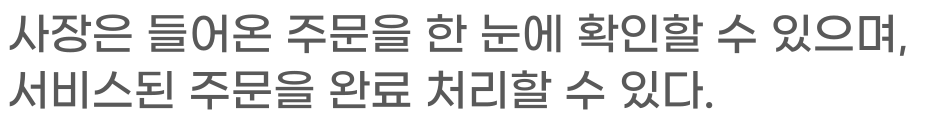 사장은 들어온 주문을 한 눈에 확인할 수 있으며,
서비스된 주문을 완료 처리할 수 있다.